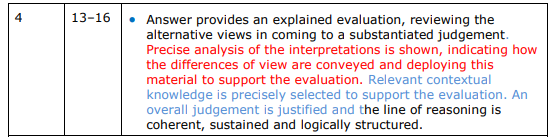 4 13–16 • Answer provides an explained evaluation, reviewing the
alternative views in coming to a substantiated judgement.
Precise analysis of the interpretations is shown, indicating how
the differences of view are conveyed and deploying this
material to support the evaluation. Relevant contextual
knowledge is precisely selected to support the evaluation. An
overall judgement is justified and the line of reasoning is
coherent, sustained and logically structured.